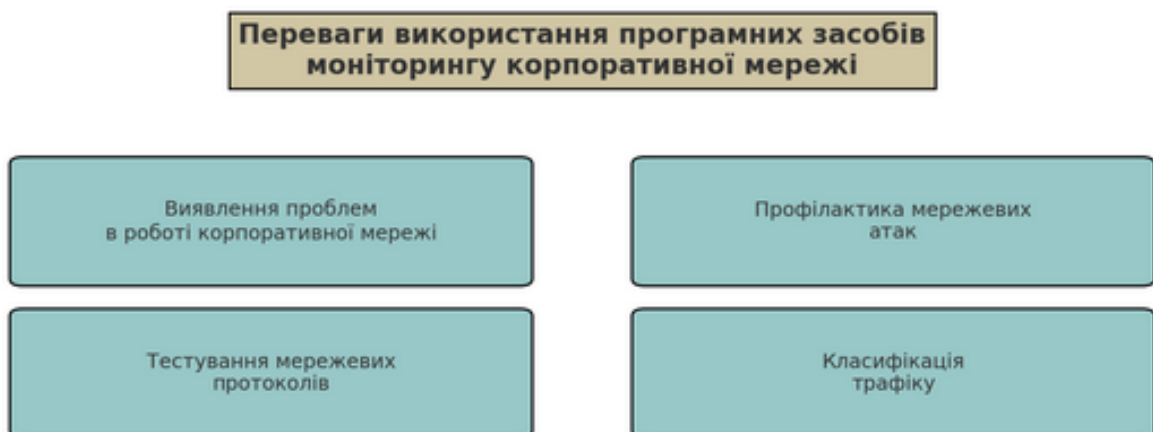 Переваги використання програмних засобів
моніторингу корпоративної мережі
Виявлення проблем
в роботі корпоративної мережі
Профілактика мережевих
атак
Тестування мережевих
протоколів
Класифікація
трафіку